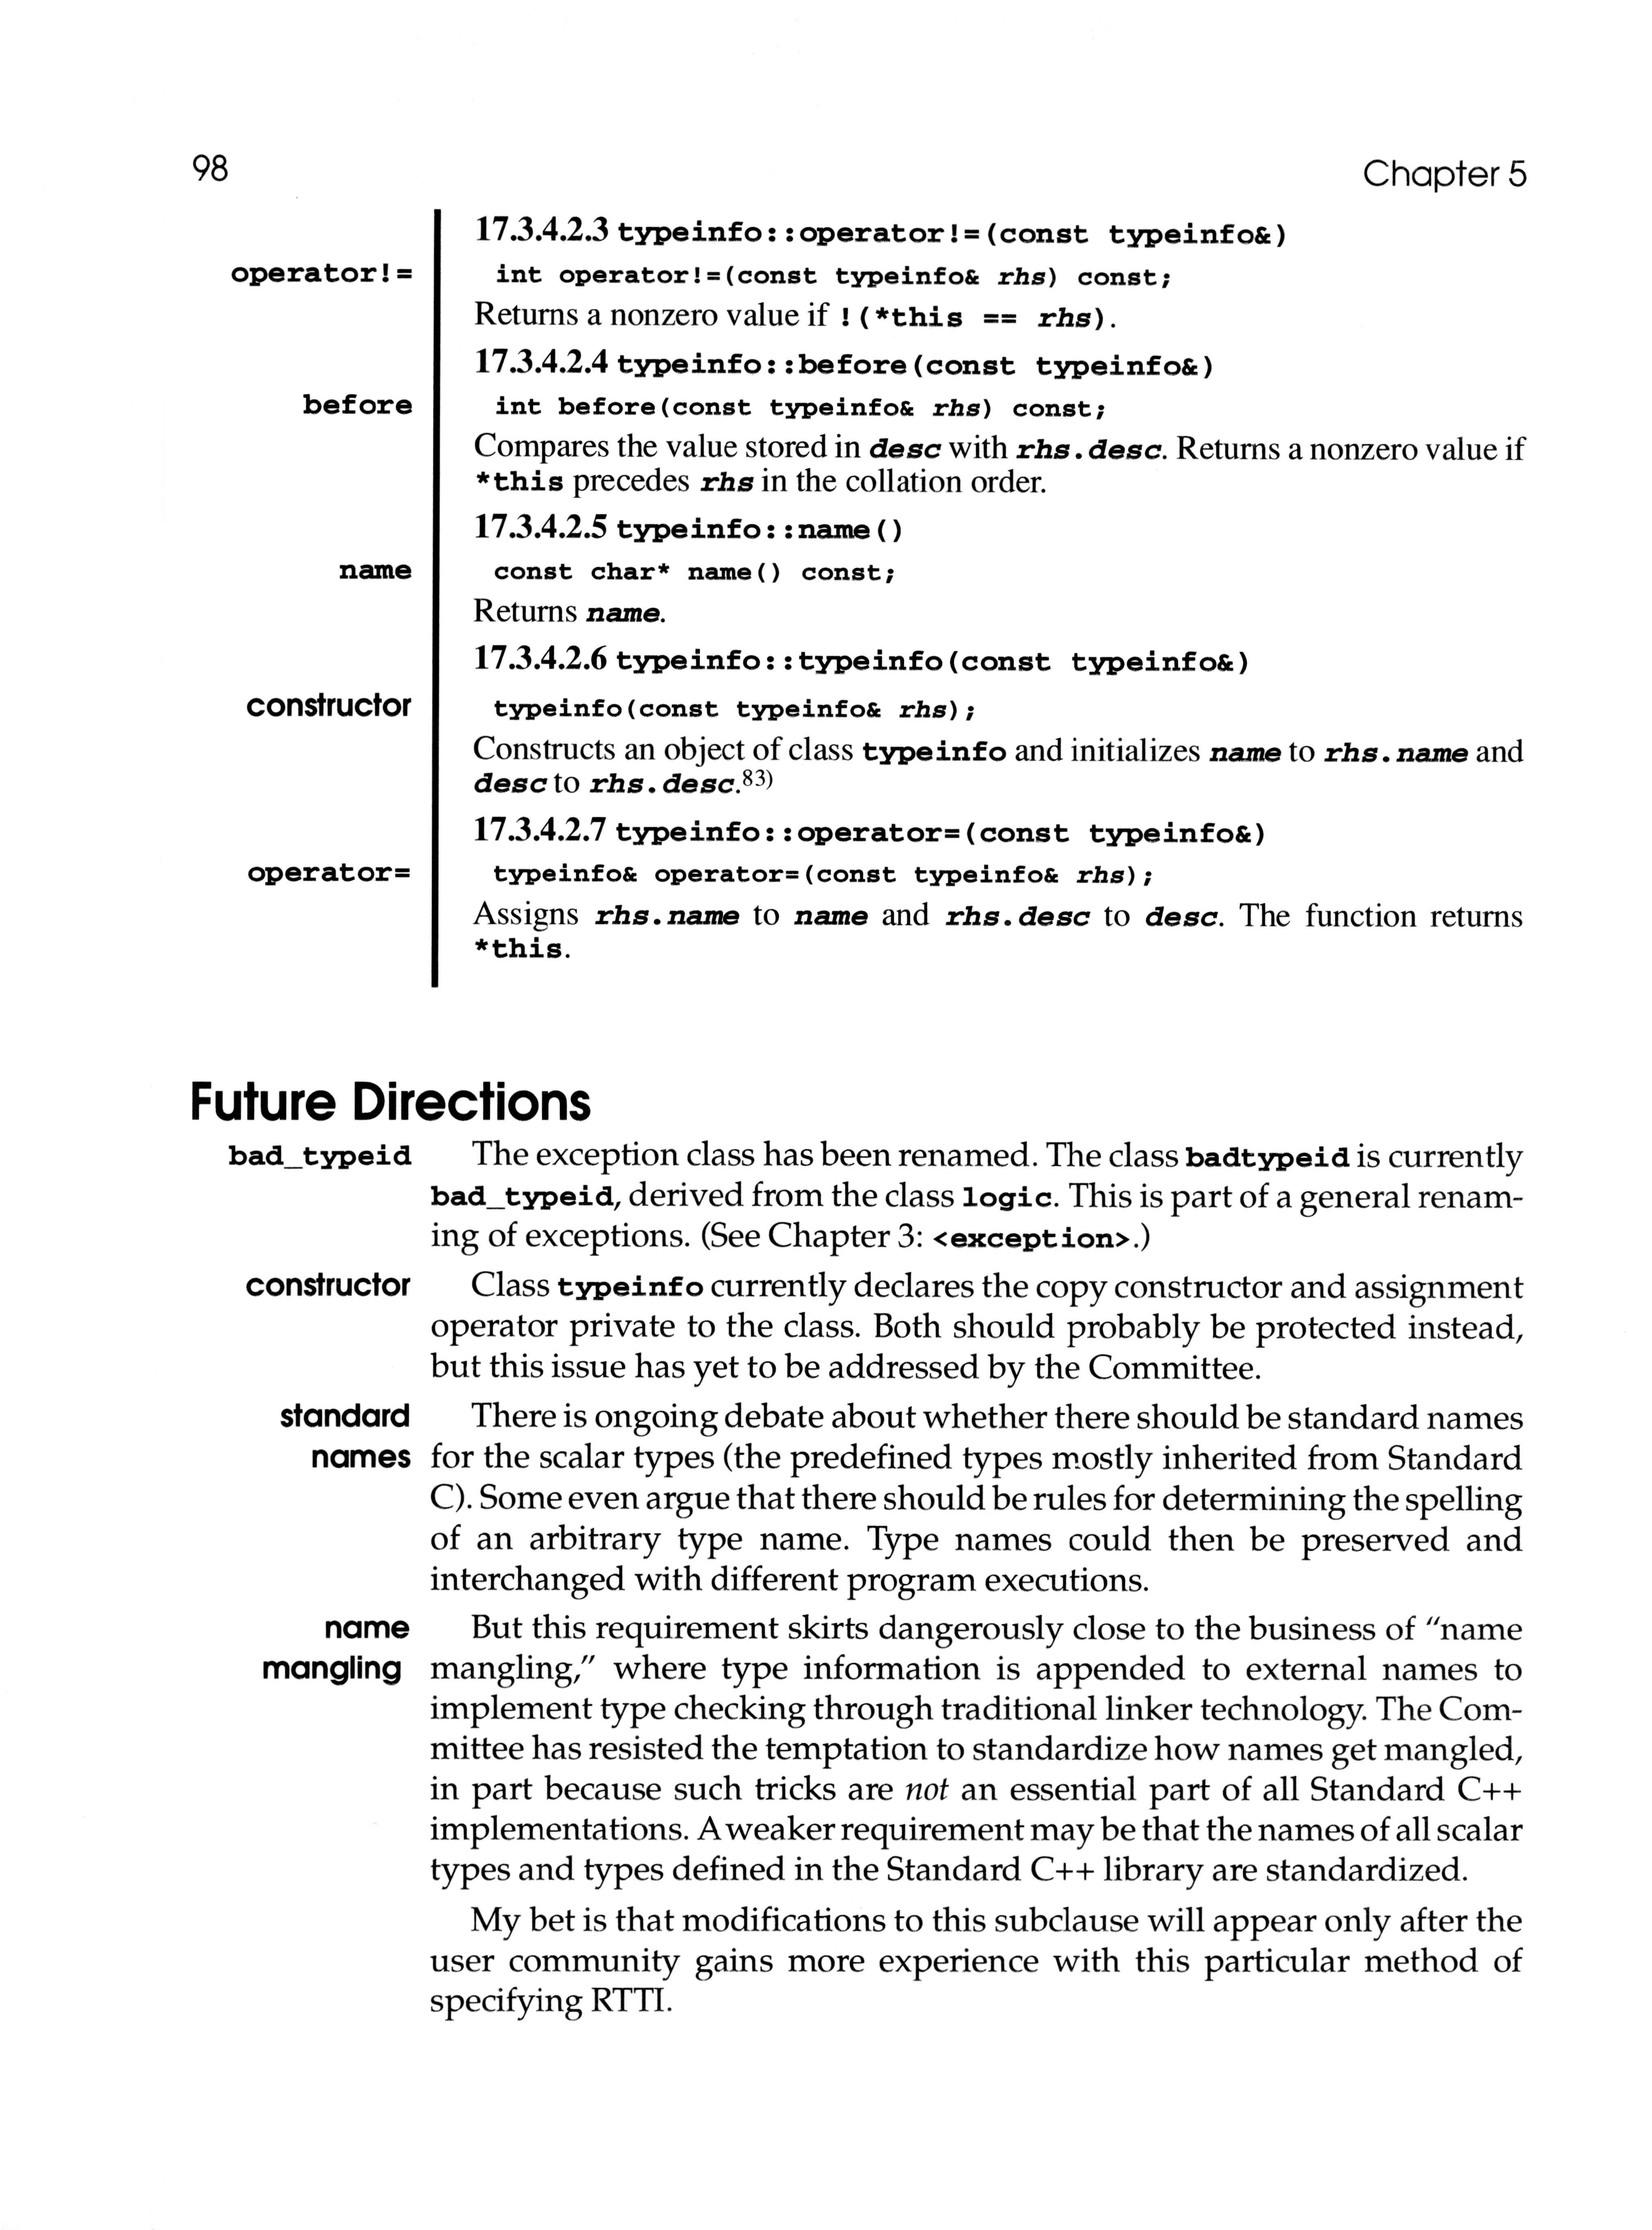 98
Chapter 5
17.3.4.2.3 typeinfo::operator!=(const typeinfo&)
operator!= int operator!=(const typeinfo& rhs) const;
Returns a nonzero value if !(*this == rhs).
17.3.4.2.4 typeinfo::before(const typeinfo&)
before int before(const typeinfo& rhs) const;
Compares the value stored in desc with rhs.desc. Returns a nonzero value if
*this precedes rhs in the collation order.
17.3.4.2.5 typeinfo::name()
name const char* name() const;
Returns name.
17.3.4.2.6 typeinfo::typeinfo(const typeinfo&)
constructor typeinfo(const typeinfo& rhs);
Constructs an object of class typeinfo and initializes name to rhs.name and
desc to rhs.desc.83)
17.3.4.2.7 typeinfo::operator=(const typeinfo&)
operator= typeinfo& operator=(const typeinfo& rhs);
Assigns rhs.name to name and rhs.desc to desc. The function returns
*this.
Future Directions
bad_typeid The exception class has been renamed. The class badtypeid is currently
bad_typeid, derived from the class logic. This is part of a general renam-
ing of exceptions. (See Chapter 3: <exception>.)
constructor Class typeinfo currently declares the copy constructor and assignment
operator private to the class. Both should probably be protected instead,
but this issue has yet to be addressed by the Committee.
standard There is ongoing debate about whether there should be standard names
names for the scalar types (the predefined types mostly inherited from Standard
C). Some even argue that there should be rules for determining the spelling
of an arbitrary type name. Type names could then be preserved and
interchanged with different program executions.
name But this requirement skirts dangerously close to the business of "name
mangling mangling," where type information is appended to external names to
implement type checking through traditional linker technology. The Com-
mittee has resisted the temptation to standardize how names get mangled,
in part because such tricks are not an essential part of all Standard C++
implementations. A weaker requirement may be that the names of all scalar
types and types defined in the Standard C++ library are standardized.
My bet is that modifications to this subclause will appear only after the
user community gains more experience with this particular method of
specifying RTTI.